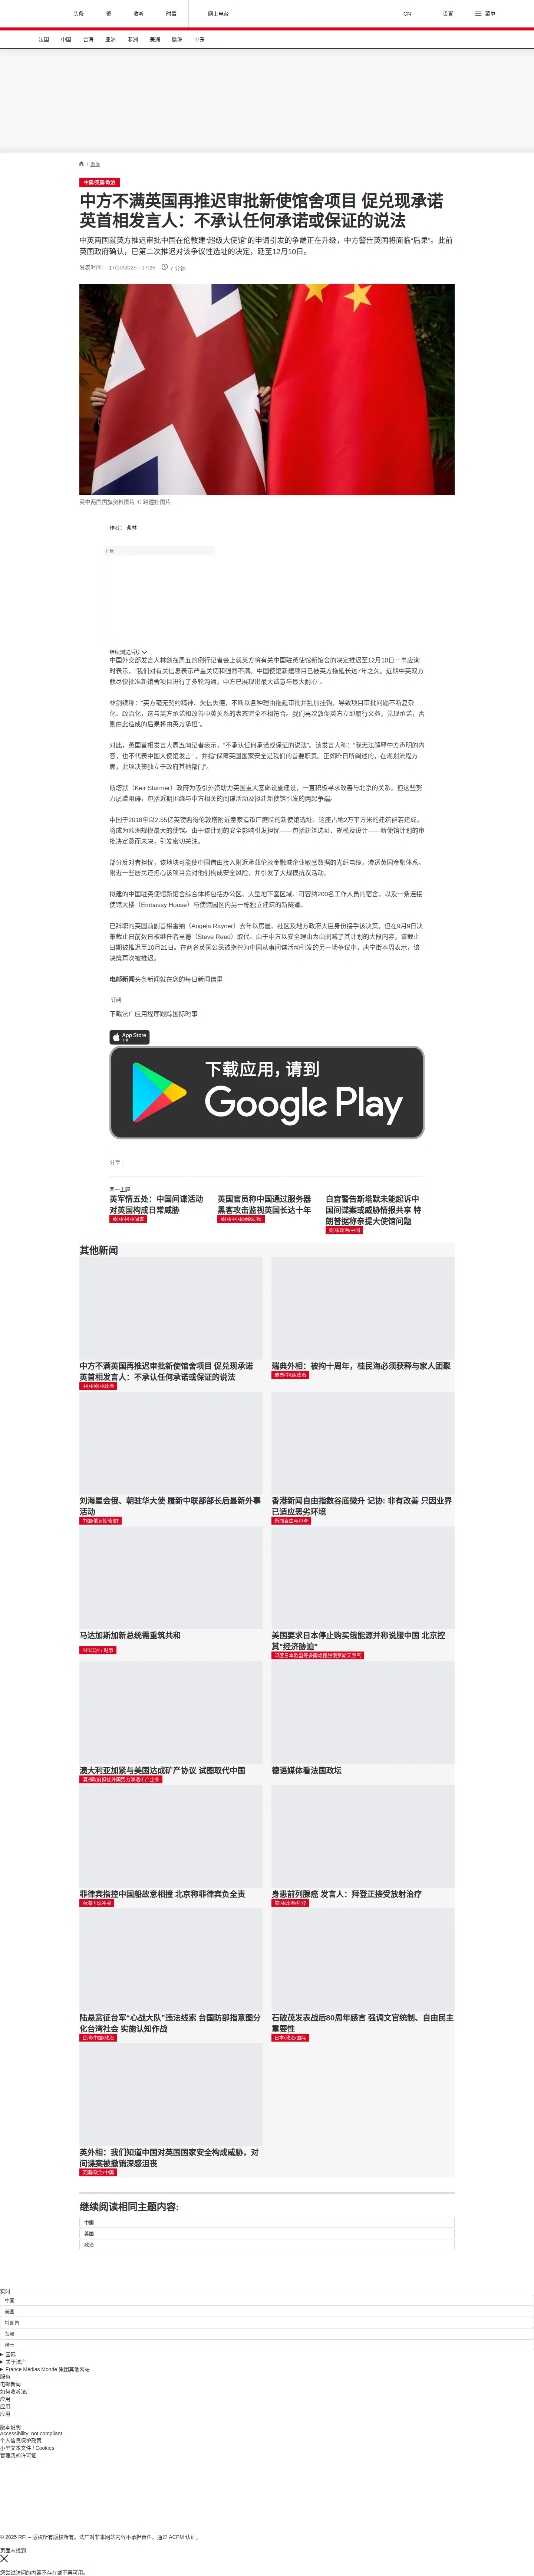 头条 繁 收听 时事 网上电台 CN 设置 菜单
法国 中国 台海 亚洲 非洲 美洲 欧洲 中东
/ 政治
中国/英国/政治
中方不满英国再推迟审批新使馆舍项目 促兑现承诺
英首相发言人：不承认任何承诺或保证的说法
中英两国就英方推迟审批中国在伦敦建“超级大使馆”的申请引发的争端正在升级，中方警告英国将面临“后果”。此前
英国政府确认，已第二次推迟对该争议性选址的决定，延至12月10日。
发表时间： 17/10/2025 - 17:26 7 分钟
英中两国国旗资料图片 © 路透社图片
作者： 弗林
广告
继续浏览后续
中国外交部发言人林剑在周五的例行记者会上就英方将有关中国驻英使馆新馆舍的决定推迟至12月10日一事应询
时表示，“我们对有关信息表示严重关切和强烈不满。中国使馆新建项目已被英方拖延长达7年之久。近期中英双方
就尽快批准新馆舍项目进行了多轮沟通，中方已展现出最大诚意与最大耐心”。
林剑续称：“英方毫无契约精神、失信失德，不断以各种理由拖延审批并乱加挂钩，导致项目审批问题不断复杂
化、政治化，这与英方承诺和改善中英关系的表态完全不相符合。我们再次敦促英方立即履行义务，兑现承诺，否
则由此造成的后果将由英方承担”。
对此，英国首相发言人周五向记者表示，“不承认任何承诺或保证的说法”。该发言人称：“我无法解释中方声明的内
容，也不代表中国大使馆发言” ，并指“保障英国国家安全是我们的首要职责。正如昨日所阐述的，在规划流程方
面，此项决策独立于政府其他部门”。
斯塔默（Keir Starmer）政府为吸引外资助力英国重大基础设施建设，一直积极寻求改善与北京的关系。但这些努
力屡遭阻碍，包括近期围绕与中方相关的间谍活动及拟建新使馆引发的两起争端。
中国于2018年以2.55亿英镑购得伦敦塔附近皇家造币厂庭院的新使馆选址。这座占地2万平方米的建筑群若建成，
将成为欧洲规模最大的使馆。由于该计划的安全影响引发担忧——包括建筑选址、规模及设计——新使馆计划的审
批决定悬而未决，引发密切关注。
部分反对者担忧，该地块可能使中国借由接入附近承载伦敦金融城企业敏感数据的光纤电缆，渗透英国金融体系。
附近一些居民还担心该项目会对他们构成安全风险，并引发了大规模抗议活动。
拟建的中国驻英使馆新馆舍综合体将包括办公区、大型地下室区域、可容纳200名工作人员的宿舍，以及一条连接
使馆大楼（Embassy House）与使馆园区内另一栋独立建筑的新隧道。
已辞职的英国前副首相雷纳（Angela Rayner）去年以房屋、社区及地方政府大臣身份接手该决策，但在9月9日决
策截止日前数日被继任者里德（Steve Reed）取代。由于中方以安全理由为由删减了其计划的大段内容，该截止
日期被推迟至10月21日。在两名英国公民被指控为中国从事间谍活动引发的另一场争议中，唐宁街本周表示，该
决策再次被推迟。
电邮新闻头条新闻就在您的每日新闻信里
订阅
下载法广应用程序跟踪国际时事
App Store
下载
下载应用，请到
Google Play
分享 :
同一主题
英军情五处：中国间谍活动
对英国构成日常威胁
英国/中国/间谍
英国官员称中国通过服务器
黑客攻击监视英国长达十年
英国/中国/网络窃密
白宫警告斯塔默未能起诉中
国间谍案或威胁情报共享 特
朗普据称亲提大使馆问题
英国/政治/中国
其他新闻
中方不满英国再推迟审批新使馆舍项目 促兑现承诺
英首相发言人：不承认任何承诺或保证的说法
中国/英国/政治
瑞典外相：被拘十周年，桂民海必须获释与家人团聚
瑞典/中国/政治
刘海星会俄、朝驻华大使 履新中联部部长后最新外事
活动
中国/俄罗斯/朝鲜
香港新闻自由指数谷底微升 记协: 非有改善 只因业界
已适应恶劣环境
新闻自由与审查
马达加斯加新总统需重筑共和
RFI亚洲 / 时事
美国要求日本停止购买俄能源并称说服中国 北京控
其"经济胁迫"
印度日本欧盟等多国难摆脱俄罗斯天然气
澳大利亚加紧与美国达成矿产协议 试图取代中国
澳洲政府担忧外国势力渗透矿产企业
德语媒体看法国政坛
菲律宾指控中国船故意相撞 北京称菲律宾负全责
南海再现冲突
身患前列腺癌 发言人：拜登正接受放射治疗
美国/政治/拜登
陆悬赏征台军“心战大队”违法线索 台国防部指意图分
化台湾社会 实施认知作战
台湾/中国/政治
石破茂发表战后80周年感言 强调文官统制、自由民主
重要性
日本/政治/国际
英外相：我们知道中国对英国国家安全构成威胁，对
间谍案被撤销深感沮丧
英国/政治/中国
继续阅读相同主题内容:
中国
英国
政治
实时
中国
美国
特朗普
贸易
稀土
国际
关于法广
France Médias Monde 集团其他网站
服务
电邮新闻
如何收听法广
应用
应用
应用
版本说明
Accessibility: not compliant
个人信息保护政策
小型文本文件 / Cookies
管理我的许可证
© 2025 RFI – 版权所有版权所有。法广对非本网站内容不承担责任。通过 ACPM 认证。
页面未找到
您尝试访问的内容不存在或不再可用。